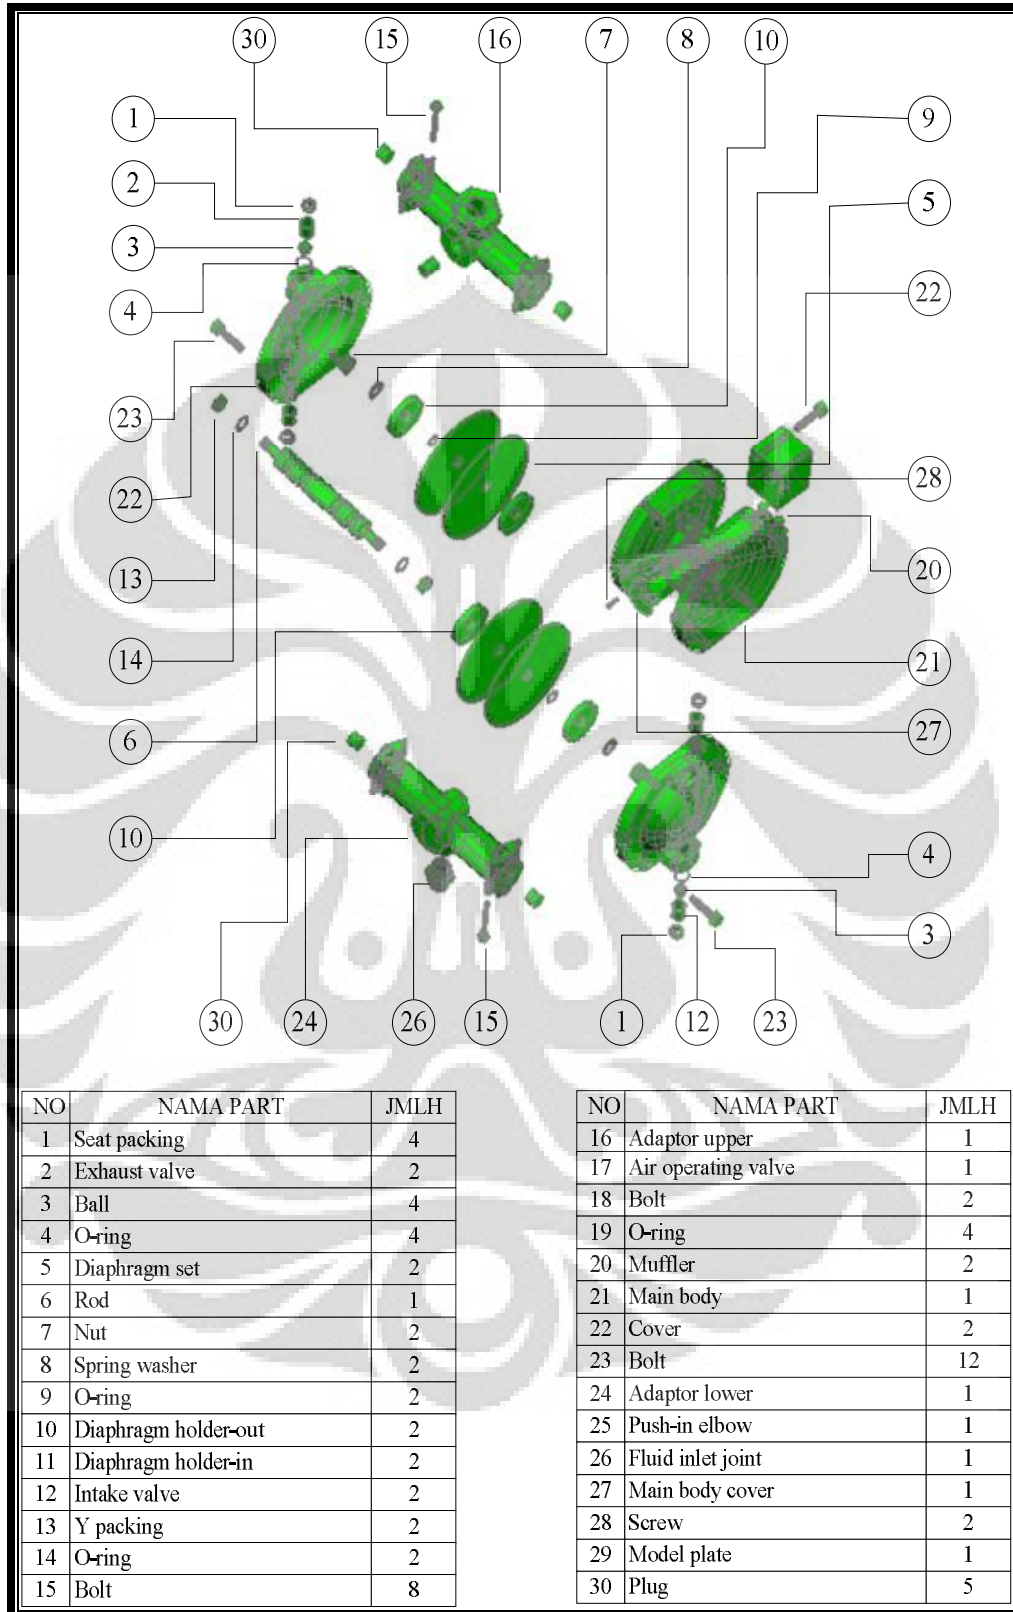 30 15 16 7 8 10
1
9
2
5
3
22
4
23
28
22
20
13
14
21
6
27
10
4
3
30 24 26 15 1 12 23
NO NAMA PART JMLH
1 Seat packing 4
2 Exhaust valve 2
3 Ball 4
4 O-ring 4
5 Diaphragm set 2
6 Rod 1
7 Nut 2
8 Spring washer 2
9 O-ring 2
10 Diaphragm holder-out 2
11 Diaphragm holder-in 2
12 Intake valve 2
13 Y packing 2
14 O-ring 2
15 Bolt 8
NO NAMA PART JMLH
16 Adaptor upper 1
17 Air operating valve 1
18 Bolt 2
19 O-ring 4
20 Muffler 2
21 Main body 1
22 Cover 2
23 Bolt 12
24 Adaptor lower 1
25 Push-in elbow 1
26 Fluid inlet joint 1
27 Main body cover 1
28 Screw 2
29 Model plate 1
30 Plug 5